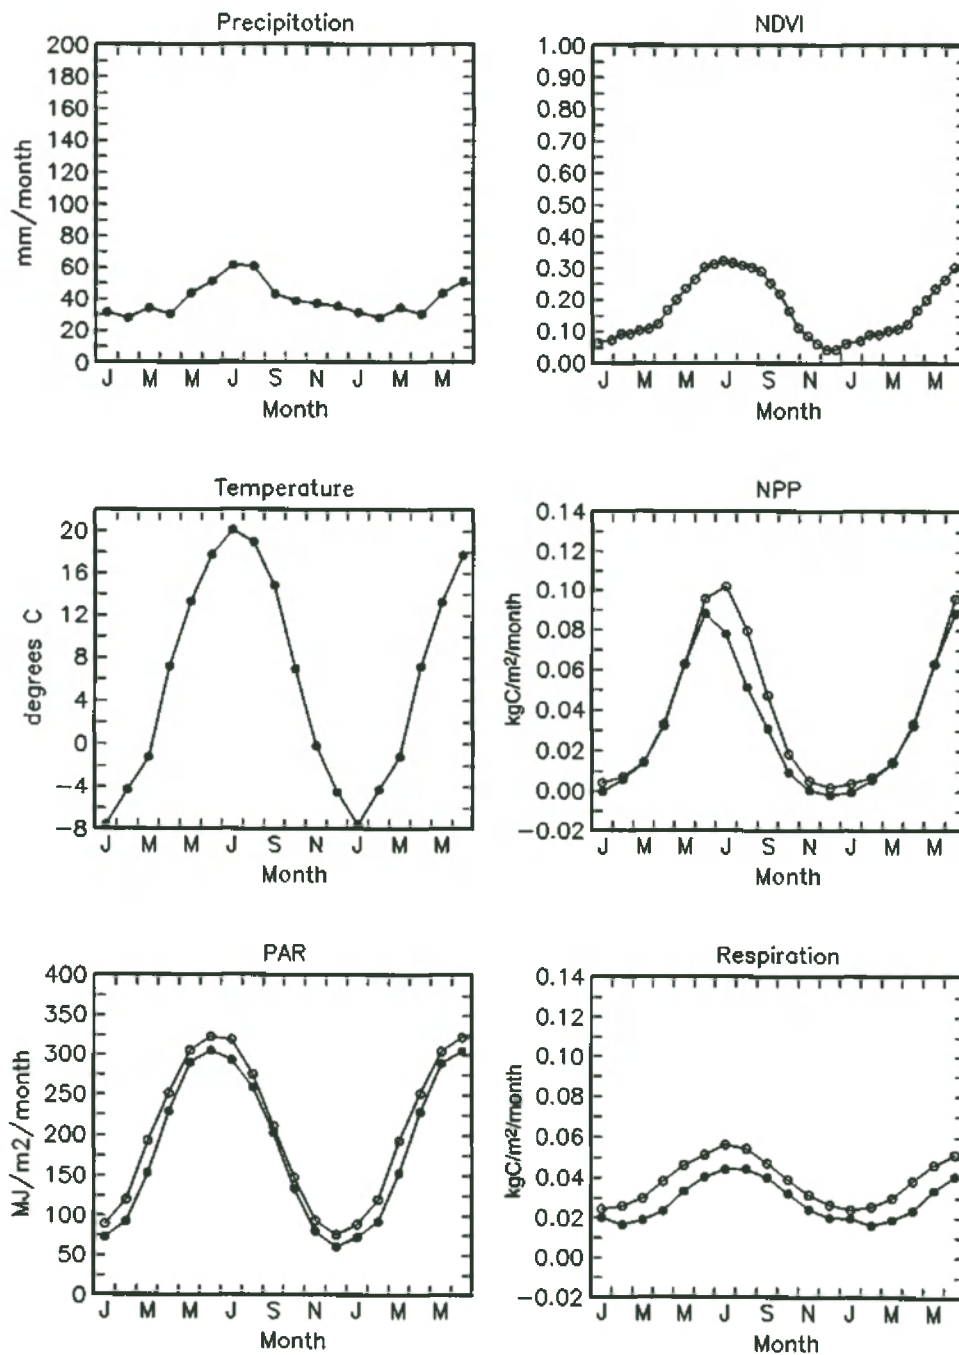 Precipitation
200
180
160
140
120
100
80
60
40
20
0
mm/month
J M M J S N J M M
Month
NDVI
1.00
0.90
0.80
0.70
0.60
0.50
0.40
0.30
0.20
0.10
0.00
J M M J S N J M M
Month
Temperature
20
16
12
8
4
0
-4
-8
degrees C
J M M J S N J M M
Month
NPP
0.14
0.12
0.10
0.08
0.06
0.04
0.02
0.00
-0.02
kgC/m²/month
J M M J S N J M M
Month
PAR
400
350
300
250
200
150
100
50
0
MJ/m2/month
J M M J S N J M M
Month
Respiration
0.14
0.12
0.10
0.08
0.06
0.04
0.02
0.00
-0.02
kgC/m²/month
J M M J S N J M M
Month